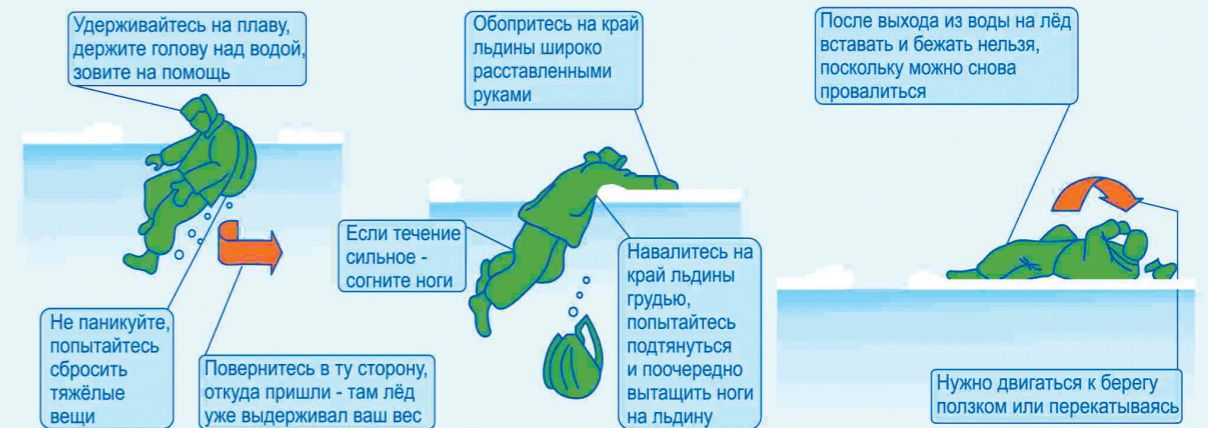 Удерживайтесь на плаву,
держите голову над водой,
зовите на помощь
Не паникуйте,
попытайтесь
сбросить
тяжёлые
вещи
Повернитесь в ту сторону,
откуда пришли - там лёд
уже выдерживал ваш вес
Обопритесь на край
льдины широко
расставленными
руками
Если течение
сильное -
согните ноги
Навалитесь на
край льдины
грудью,
попытайтесь
подтянуться
и поочередно
вытащить ноги
на льдину
После выхода из воды на лёд
вставать и бежать нельзя,
поскольку можно снова
провалиться
Нужно двигаться к берегу
ползком или перекатываясь